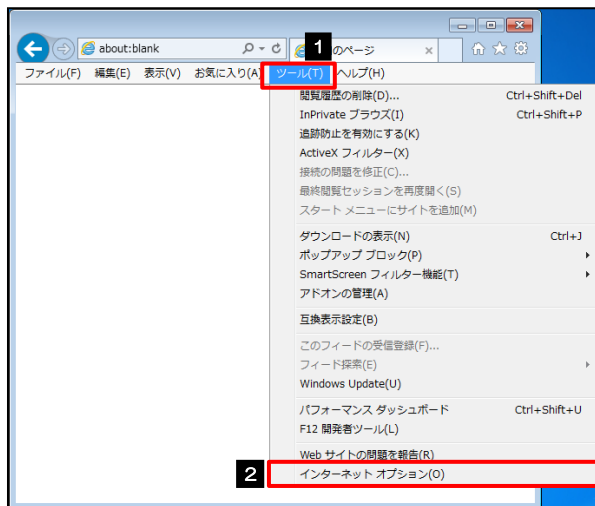 about:blank
1
のページ
ファイル(F) 編集(E) 表示(V) お気に入り(A) ツール(T) ヘルプ(H)
閲覧履歴の削除(D)... Ctrl+Shift+Del
InPrivate ブラウズ(I) Ctrl+Shift+P
追跡防止を有効にする(K)
ActiveX フィルター(X)
接続の問題を修正(C)...
最終閲覧セッションを再度開く(S)
スタート メニューにサイトを追加(M)
ダウンロードの表示(N) Ctrl+J
ポップアップ ブロック(P)
SmartScreen フィルター機能(T)
アドオンの管理(A)
互換表示設定(B)
このフィードの受信登録(F)...
フィード探索(E)
Windows Update(U)
パフォーマンス ダッシュボード Ctrl+Shift+U
F12 開発者ツール(L)
Web サイトの問題を報告(R)
2 インターネット オプション(O)